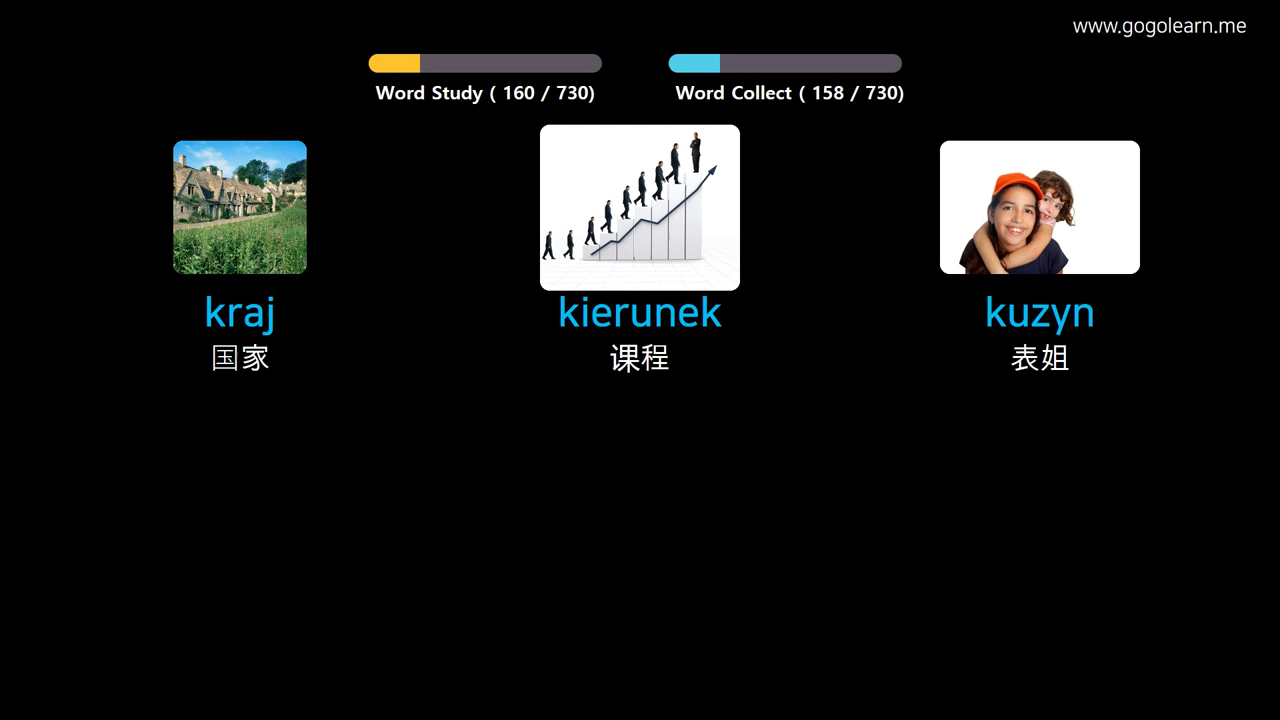 www.gogolearn.me
Word Study ( 160 / 730)
Word Collect ( 158 / 730)
kraj
国家
kierunek
课程
kuzyn
表姐